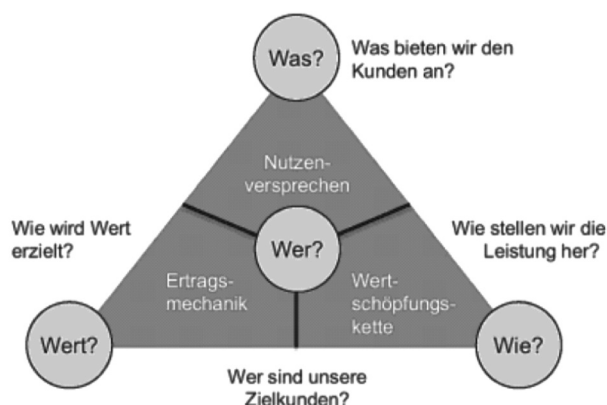 Was?
Was bieten wir den
Kunden an?
Nutzen-
versprechen
Wie wird Wert
erzielt?
Wer?
Wie stellen wir die
Leistung her?
Ertrags-
mechanik
Wert-
schöpfungs-
kette
Wert?
Wie?
Wer sind unsere
Zielkunden?